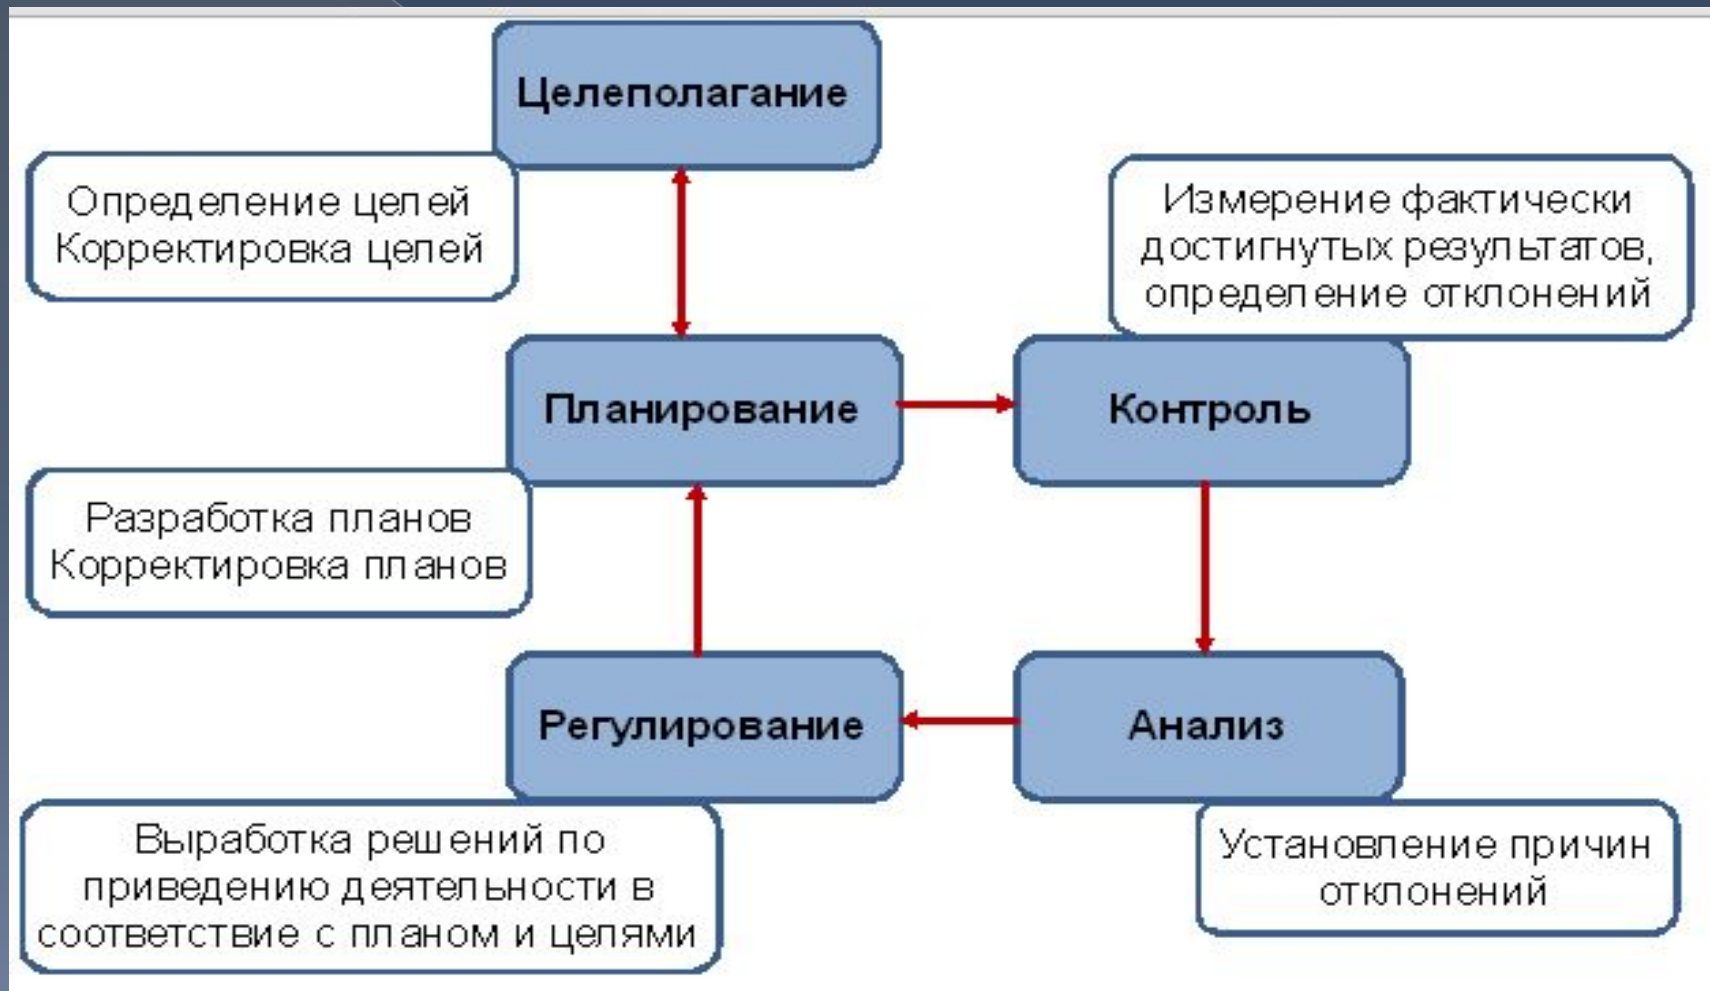 Целеполагание
Определение целей
Корректировка целей
Измерение фактически
достигнутых результатов,
определение отклонений
Планирование
Контроль
Разработка планов
Корректировка планов
Регулирование
Анализ
Выработка решений по
приведению деятельности в
соответствие с планом и целями
Установление причин
отклонений